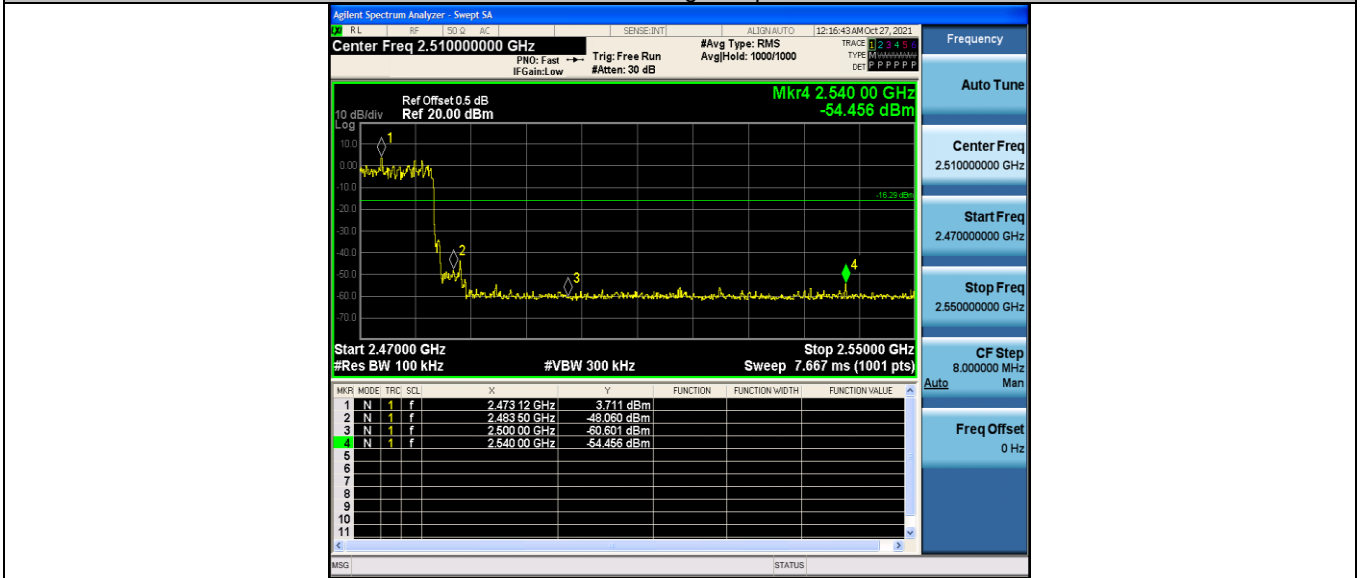 Agilent Spectrum Analyzer - Swept SA
RL RF 50 Ω AC SENSE:INT ALIGNAUTO 12:16:43 AM Oct 27, 2021
Center Freq 2.510000000 GHz
PNO: Fast
IFGain:Low
Trig: Free Run
#Atten: 30 dB
#Avg Type: RMS
Avg|Hold: 1000/1000
TRACE 1 2 3 4 5 6
TYPE M
DET P P P P P P
Mkr4 2.540 00 GHz
-54.456 dBm
Ref Offset 0.5 dB
10 dB/div Ref 20.00 dBm
Log
10.0
0.00
-10.0
-20.0
-30.0
-40.0
-50.0
-60.0
-70.0
1
2
3
4
-16.29 dBm
Start 2.47000 GHz Stop 2.55000 GHz
#Res BW 100 kHz #VBW 300 kHz Sweep 7.667 ms (1001 pts)
MKR MODE TRC SCL X Y FUNCTION FUNCTION WIDTH FUNCTION VALUE
1 N 1 f 2.473 12 GHz 3.711 dBm
2 N 1 f 2.483 50 GHz -48.060 dBm
3 N 1 f 2.500 00 GHz -60.601 dBm
4 N 1 f 2.540 00 GHz -54.456 dBm
5
6
7
8
9
10
11
MSG STATUS
Frequency
Auto Tune
Center Freq
2.510000000 GHz
Start Freq
2.470000000 GHz
Stop Freq
2.550000000 GHz
CF Step
8.000000 MHz
Auto Man
Freq Offset
0 Hz